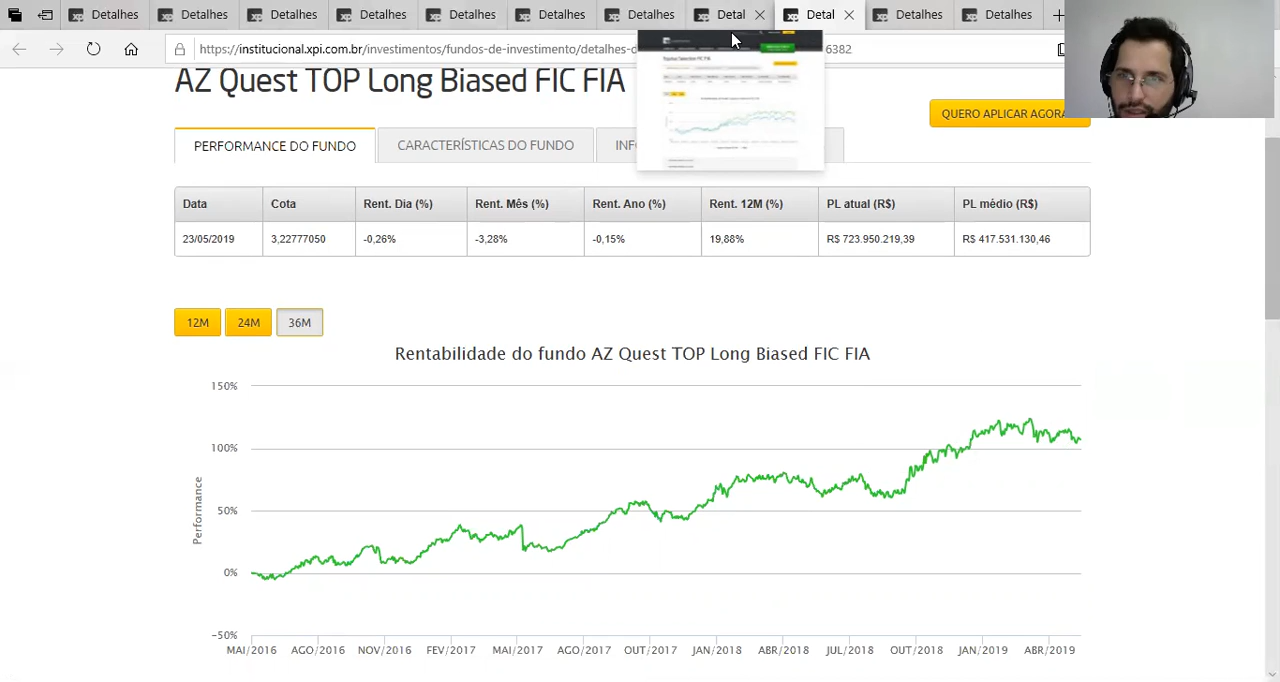 Detalhes Detalhes Detalhes Detalhes Detalhes Detalhes Detalhes Detal Detal Detalhes Detalhes
https://institucional.xpi.com.br/investimentos/fundos-de-investimento/detalhes-d 6382
AZ Quest TOP Long Biased FIC FIA
QUERO APLICAR AGORA
PERFORMANCE DO FUNDO CARACTERÍSTICAS DO FUNDO INF
Data Cota Rent. Dia (%) Rent. Mês (%) Rent. Ano (%) Rent. 12M (%) PL atual (R$) PL médio (R$)
23/05/2019 3,22777050 -0,26% -3,28% -0,15% 19,88% R$ 723.950.219,39 R$ 417.531.130,46
12M 24M 36M
Rentabilidade do fundo AZ Quest TOP Long Biased FIC FIA
150%
100%
Performance
50%
0%
-50%
MAI/2016 AGO/2016 NOV/2016 FEV/2017 MAI/2017 AGO/2017 OUT/2017 JAN/2018 ABR/2018 JUL/2018 OUT/2018 JAN/2019 ABR/2019